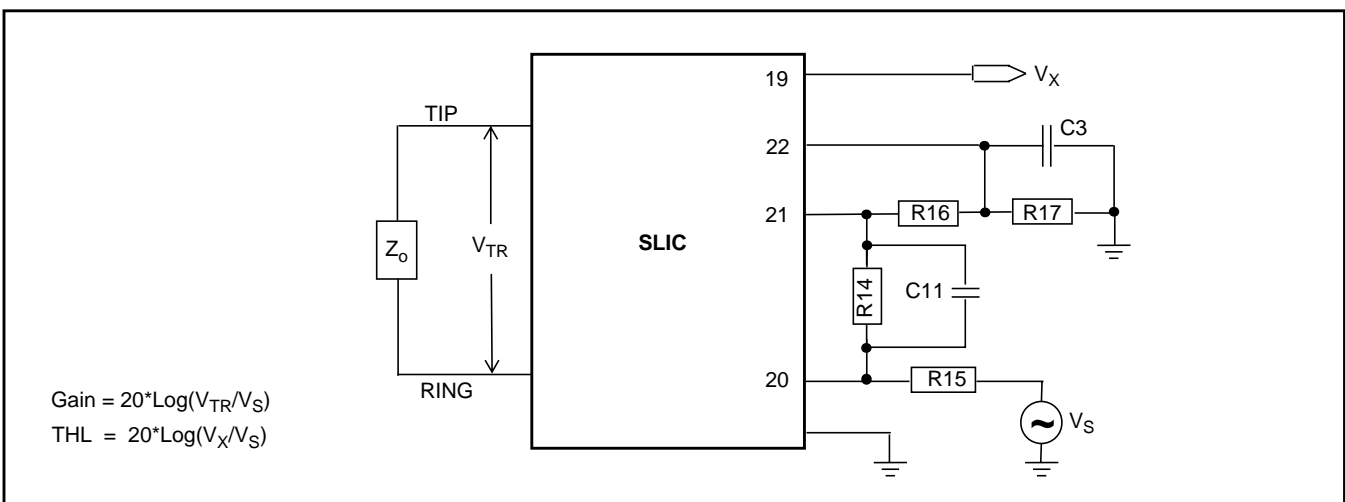 19
V_X
TIP
C3
22
21
R16
R17
Z_o
V_TR
SLIC
R14
C11
20
R15
RING
Gain = 20*Log(V_TR/V_S)
V_S
THL = 20*Log(V_X/V_S)
~